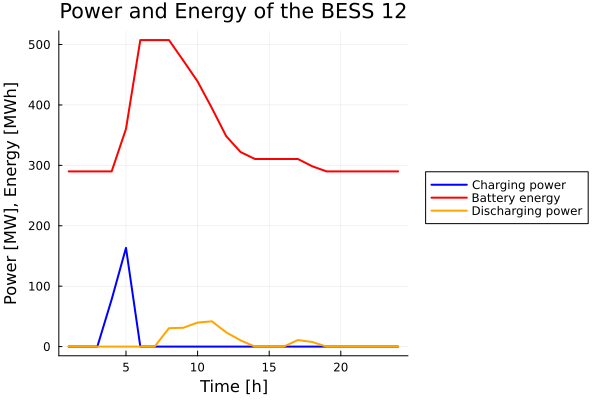 Power and Energy of the BESS 12
Power [MW], Energy [MWh]
500
400
300
200
100
0
5
10
15
20
Time [h]
Charging power
Battery energy
Discharging power